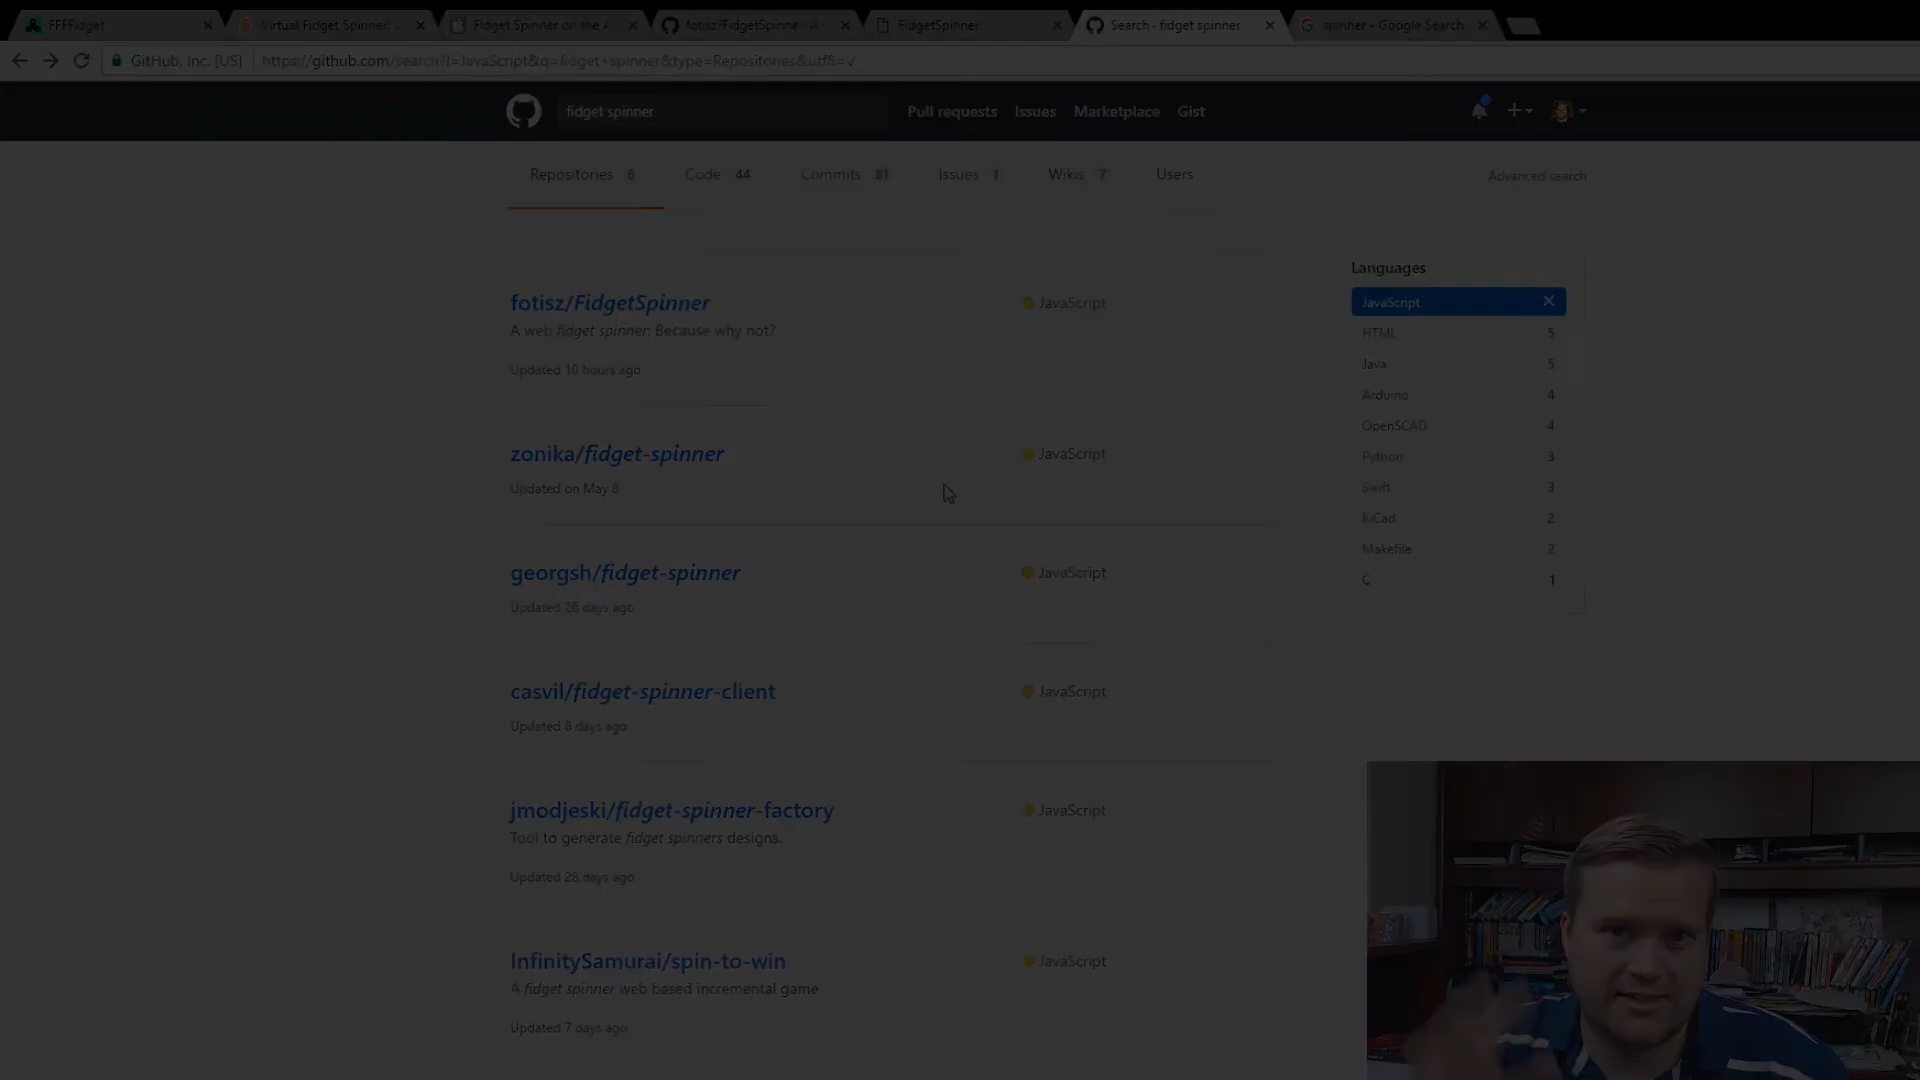 FFFFidget
Virtual Fidget Spinner:
Fidget Spinner on the A
fotisz/FidgetSpinner: A
FidgetSpinner
Search - fidget spinner
spinner - Google Search
GitHub, Inc. [US]
https://github.com/search?l=JavaScript&q=fidget+spinner&type=Repositories&utf8=✓
fidget spinner
Pull requests
Issues
Marketplace
Gist
Repositories 6
Code 44
Commits 81
Issues 1
Wikis 7
Users
Advanced search
fotisz/FidgetSpinner
JavaScript
A web fidget spinner: Because why not?
Updated 10 hours ago
zonika/fidget-spinner
JavaScript
Updated on May 8
georgsh/fidget-spinner
JavaScript
Updated 26 days ago
casvil/fidget-spinner-client
JavaScript
Updated 8 days ago
jmodjeski/fidget-spinner-factory
JavaScript
Tool to generate fidget spinners designs.
Updated 28 days ago
InfinitySamurai/spin-to-win
JavaScript
A fidget spinner web based incremental game
Updated 7 days ago
Languages
JavaScript
HTML 5
Java 5
Arduino 4
OpenSCAD 4
Python 3
Swift 3
KiCad 2
Makefile 2
C 1